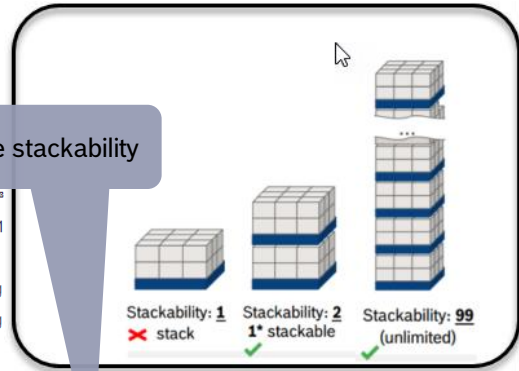 e stackability
...
Stackability: 1
stack
Stackability: 2
1* stackable
Stackability: 99
(unlimited)